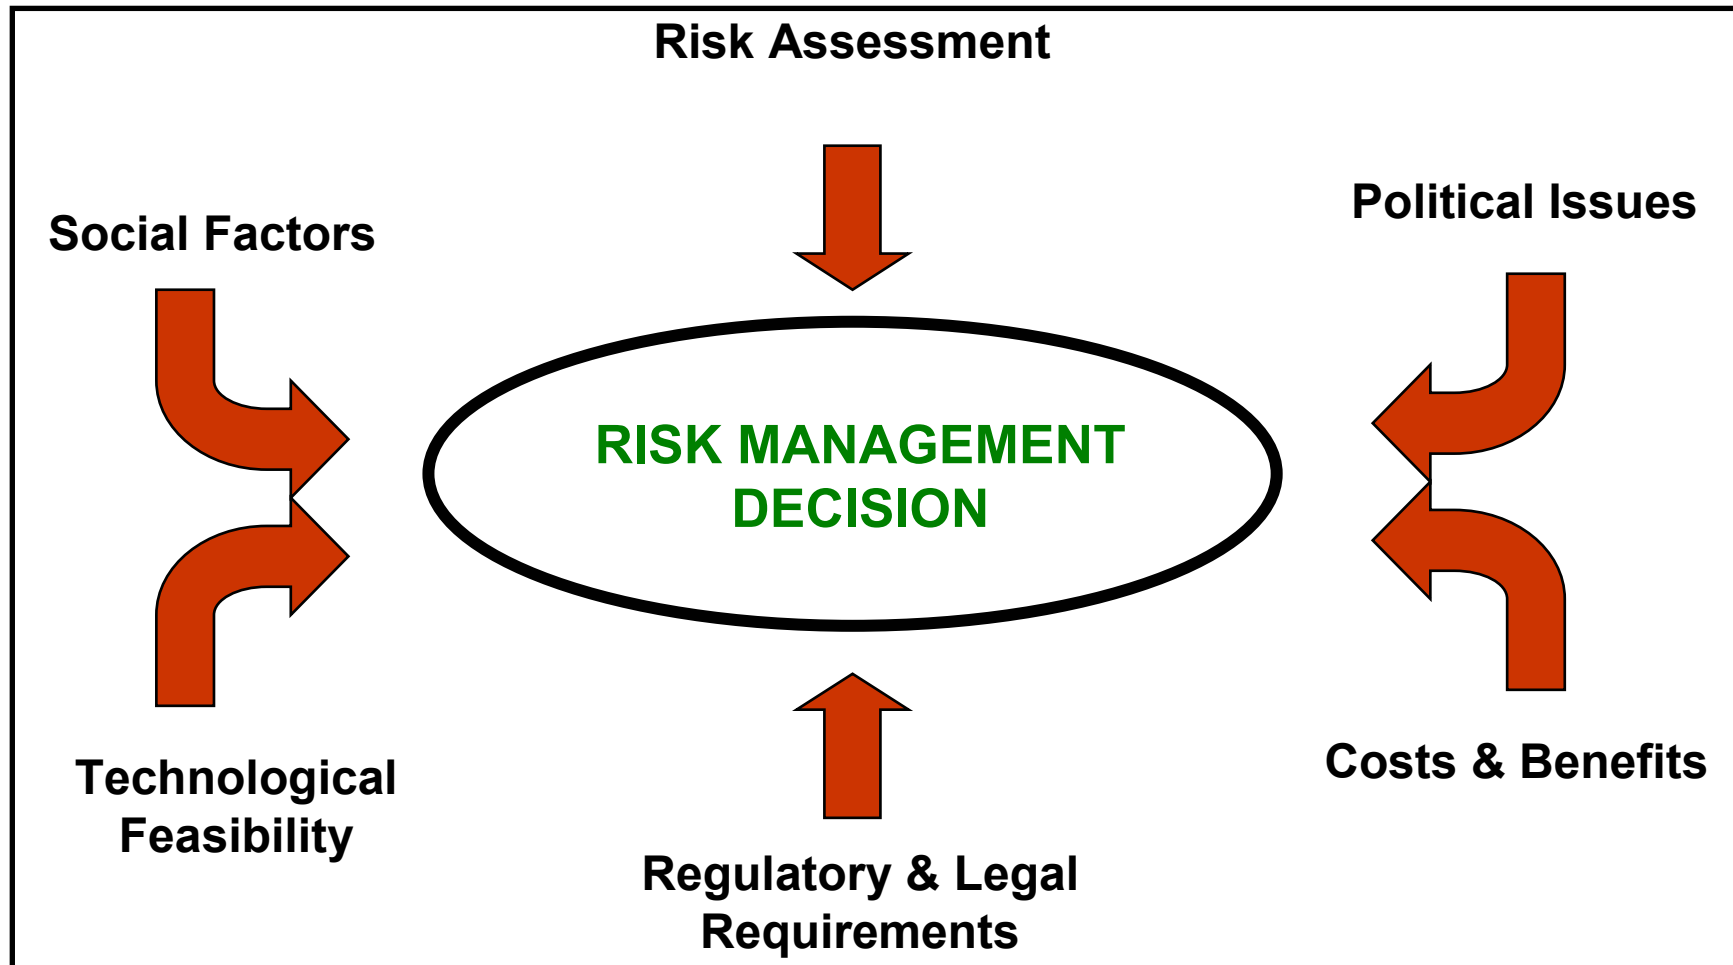 Risk Assessment
Social Factors
Political Issues
RISK MANAGEMENT
DECISION
Technological
Feasibility
Costs & Benefits
Regulatory & Legal
Requirements